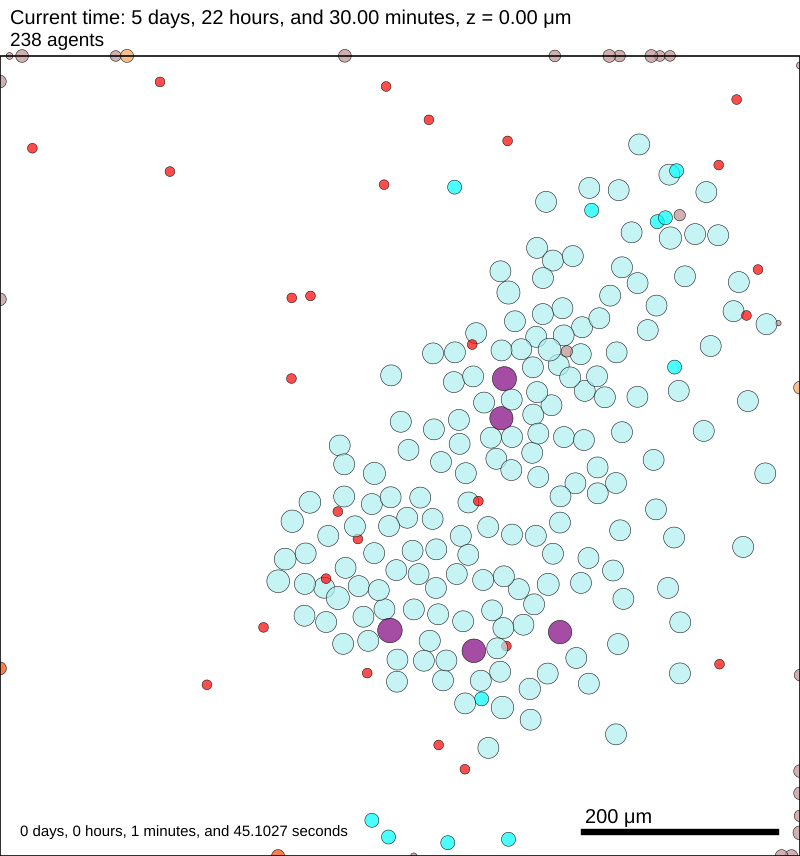 Current time: 5 days, 22 hours, and 30.00 minutes, z = 0.00 μm
238 agents
200 μm
0 days, 0 hours, 1 minutes, and 45.1027 seconds